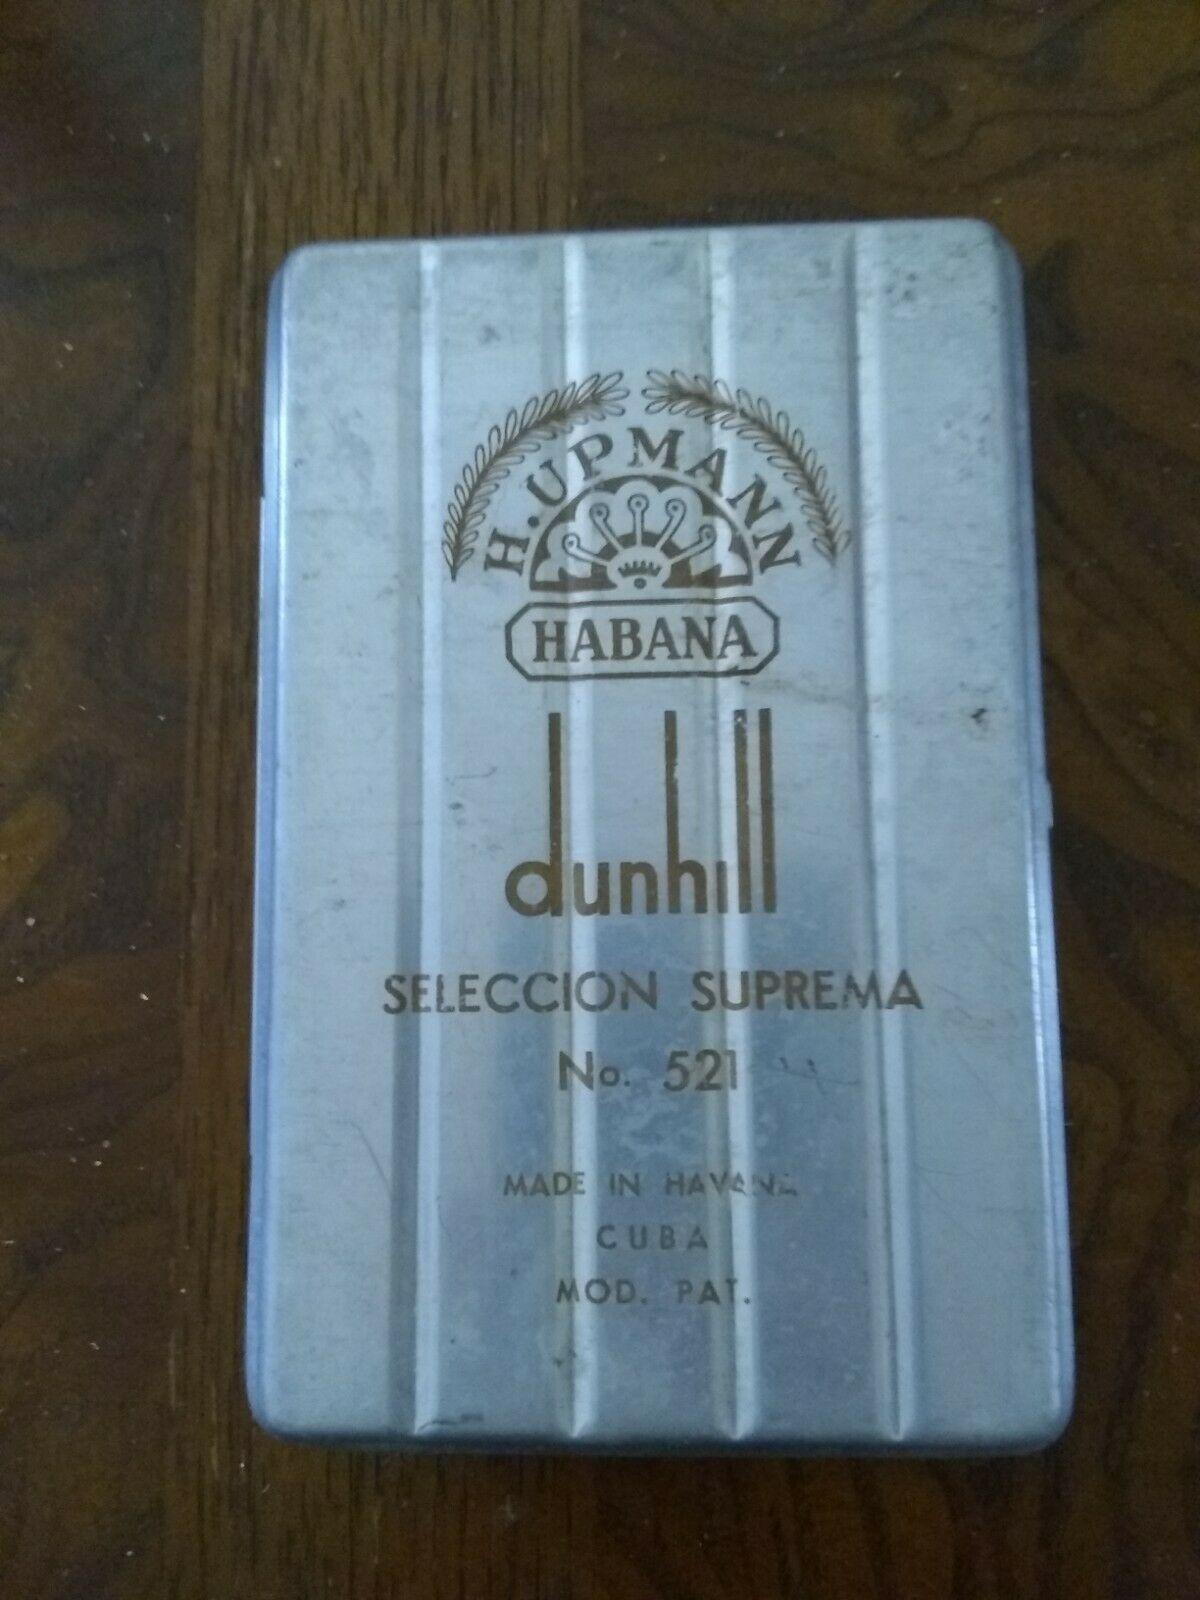 H. UPMANN
HABANA
dunhill
SELECCION SUPREMA
No. 521
MADE IN HAVANA
CUBA
MOD. PAT.